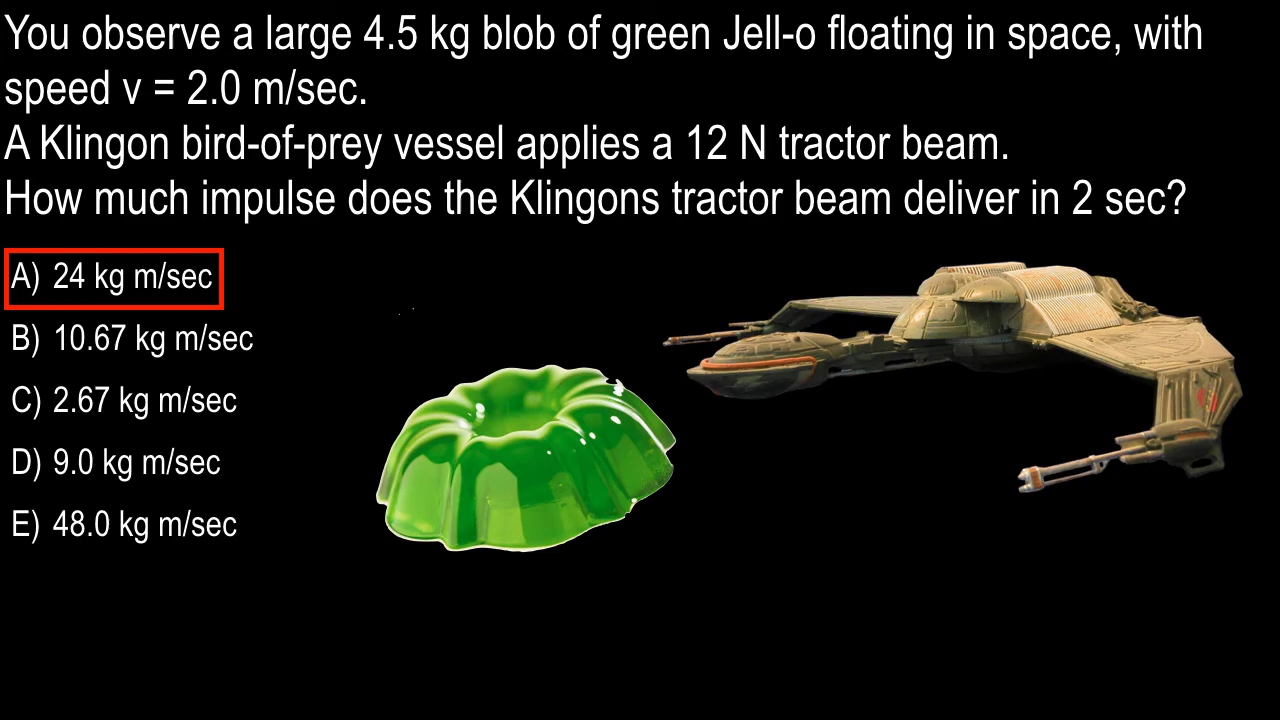 You observe a large 4.5 kg blob of green Jell-o floating in space, with
speed v = 2.0 m/sec.
A Klingon bird-of-prey vessel applies a 12 N tractor beam.
How much impulse does the Klingons tractor beam deliver in 2 sec?
A) 24 kg m/sec
B) 10.67 kg m/sec
C) 2.67 kg m/sec
D) 9.0 kg m/sec
E) 48.0 kg m/sec